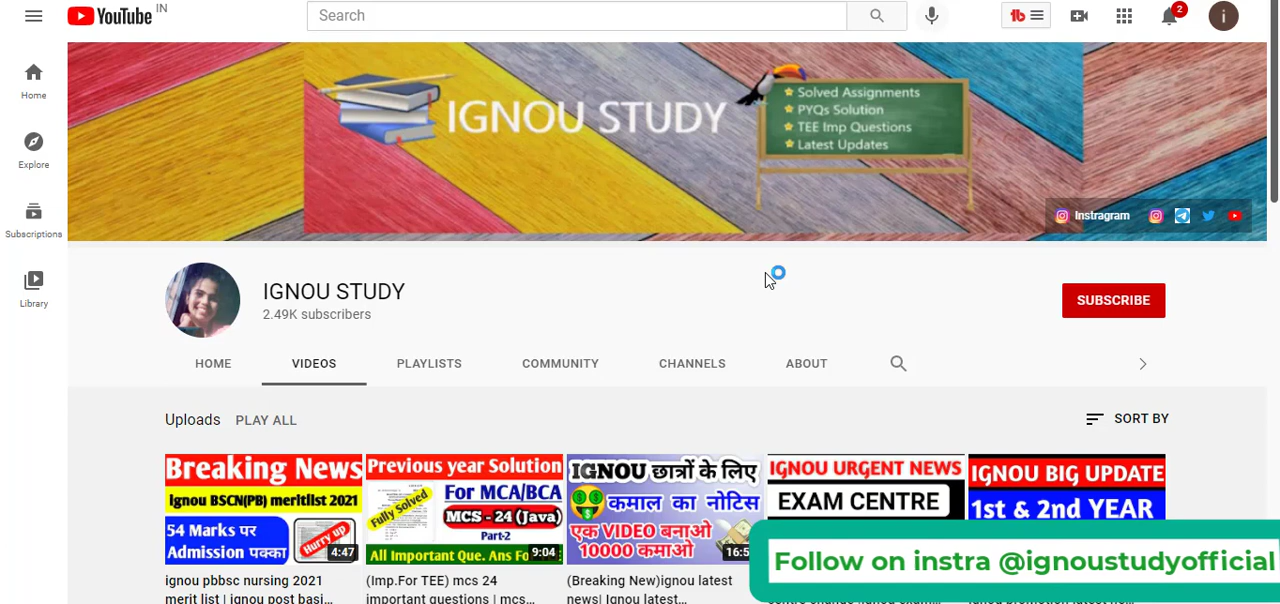 YouTube IN
Search
2
i
Home
Explore
Subscriptions
Library
IGNOU STUDY
Solved Assignments
PYQs Solution
TEE Imp Questions
Latest Updates
Instragram
IGNOU STUDY
2.49K subscribers
SUBSCRIBE
HOME
VIDEOS
PLAYLISTS
COMMUNITY
CHANNELS
ABOUT
Uploads
PLAY ALL
SORT BY
Breaking News
Ignou BSCN(PB) meritlist 2021
54 Marks पर
Admission पक्का
Hurry up
4:47
ignou pbbsc nursing 2021
merit list | ignou post basi...
Previous year Solution
For MCA/BCA
Fully Solved
MCS - 24 (Java)
Part-2
All Important Que. Ans
9:04
(Imp.For TEE) mcs 24
important questions | mcs...
IGNOU छात्रों के लिए
कमाल का नोटिस
एक VIDEO बनाओ
10000 कमाओ
(Breaking New)ignou latest
news| Ignou latest...
IGNOU URGENT NEWS
EXAM CENTRE
IGNOU BIG UPDATE
1st & 2nd YEAR
Follow on instra @ignoustudyofficial